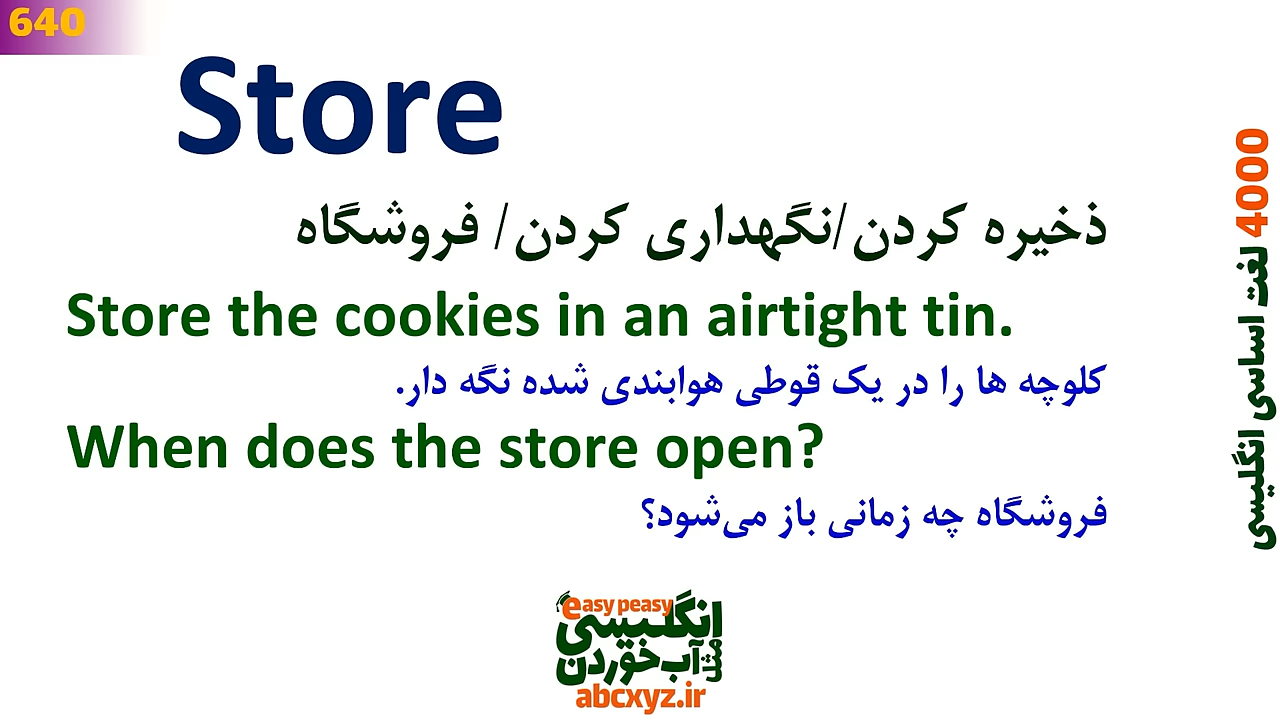 640
Store
ذخیره کردن/نگهداری کردن/ فروشگاه
Store the cookies in an airtight tin.
کلوچه ها را در یک قوطی هوابندی شده نگه دار.
When does the store open?
فروشگاه چه زمانی باز می‌شود؟
4000 لغت اساسی انگلیسی
easy peasy
انگلیسی
مثل آب خوردن
abcxyz.ir